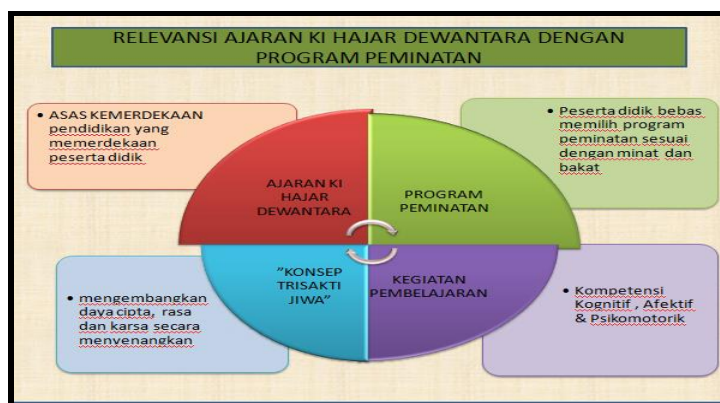 RELEVANSI AJARAN KI HAJAR DEWANTARA DENGAN
PROGRAM PEMINATAN
• ASAS KEMERDEKAAN
pendidikan yang
memerdekaan
peserta didik
• Peserta didik bebas
memilih program
peminatan sesuai
dengan minat dan
bakat
AJARAN KI
HAJAR
DEWANTARA
PROGRAM
PEMINATAN
"KONSEP
TRISAKTI
JIWA"
KEGIATAN
PEMBELAJARAN
• mengembangkan
daya cipta, rasa
dan karsa secara
menyenangkan
• Kompetensi
Kognitif , Afektif
& Psikomotorik